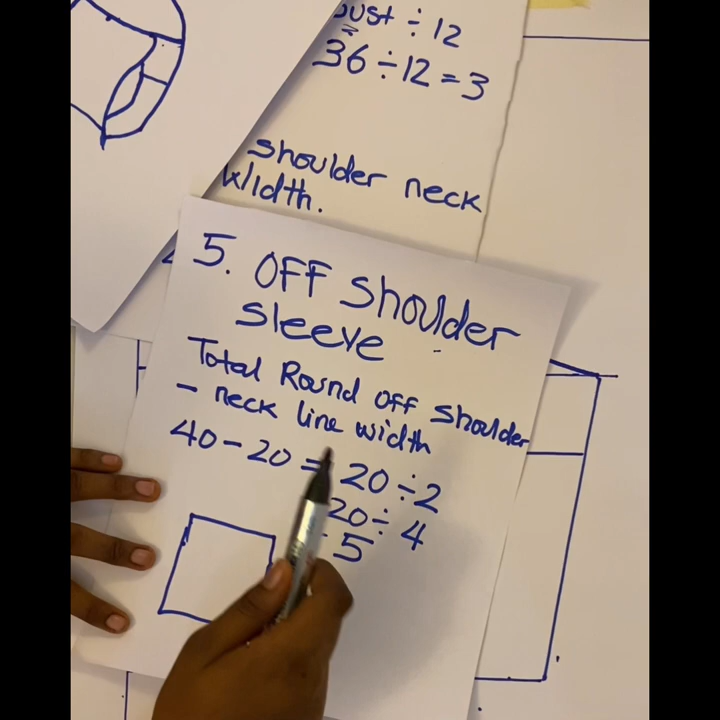 Bust ÷ 12
36 ÷ 12 = 3
shoulder neck
Width.
5. OFF shoulder
sleeve
Total Round off shoulder
- neck line width
40 - 20 = 20 ÷ 2
20 ÷ 4
5